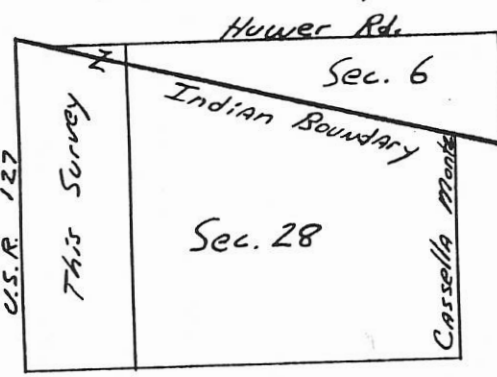 Huwer Rd.
Sec. 6
Indian Boundary
U.S.R. 127
This Survey
Sec. 28
Cassella Monte